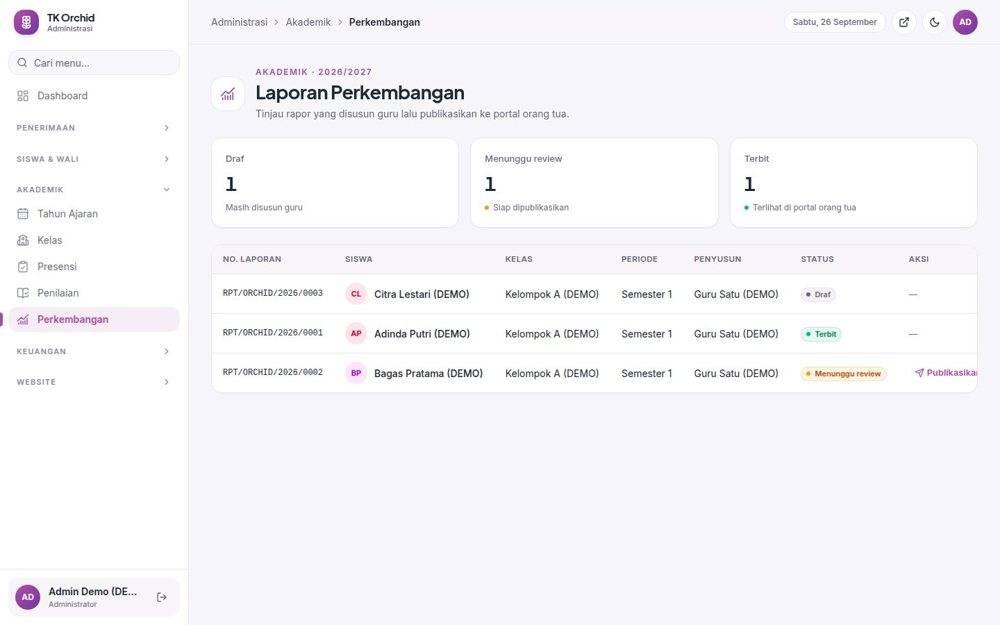 TK Orchid
Administrasi
Cari menu...
Dashboard
PENERIMAAN
SISWA & WALI
AKADEMIK
Tahun Ajaran
Kelas
Presensi
Penilaian
Perkembangan
KEUANGAN
WEBSITE
AD
Admin Demo (DE...
Administrator
Administrasi > Akademik > Perkembangan
Sabtu, 26 September
AD
AKADEMIK · 2026/2027
Laporan Perkembangan
Tinjau rapor yang disusun guru lalu publikasikan ke portal orang tua.
Draf
1
Masih disusun guru
Menunggu review
1
Siap dipublikasikan
Terbit
1
Terlihat di portal orang tua
NO. LAPORAN SISWA KELAS PERIODE PENYUSUN STATUS AKSI
RPT/ORCHID/2026/0003 CL Citra Lestari (DEMO) Kelompok A (DEMO) Semester 1 Guru Satu (DEMO) Draf —
RPT/ORCHID/2026/0001 AP Adinda Putri (DEMO) Kelompok A (DEMO) Semester 1 Guru Satu (DEMO) Terbit —
RPT/ORCHID/2026/0002 BP Bagas Pratama (DEMO) Kelompok A (DEMO) Semester 1 Guru Satu (DEMO) Menunggu review Publikasikan